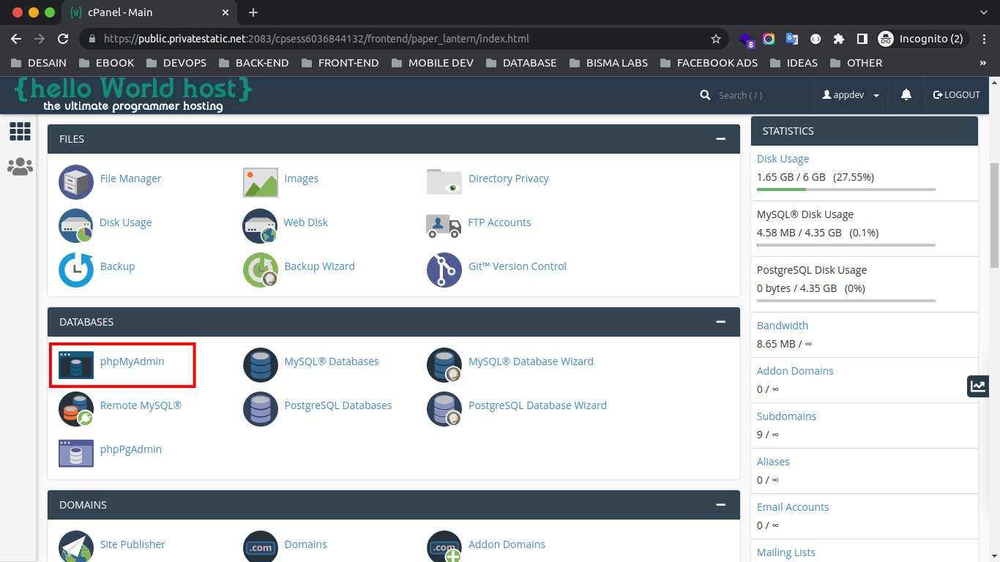 {w} cPanel - Main
https://public.privatestatic.net:2083/cpsess6036844132/frontend/paper_lantern/index.html
8
Incognito (2)
DESAIN EBOOK DEVOPS BACK-END FRONT-END MOBILE DEV DATABASE BISMA LABS FACEBOOK ADS IDEAS OTHER »
{hello World host}
the ultimate programmer hosting
Search ( / )
appdev
LOGOUT
FILES
File Manager
Images
Directory Privacy
Disk Usage
Web Disk
FTP Accounts
Backup
Backup Wizard
Git™ Version Control
DATABASES
phpMyAdmin
MySQL® Databases
MySQL® Database Wizard
Remote MySQL®
PostgreSQL Databases
PostgreSQL Database Wizard
phpPgAdmin
DOMAINS
Site Publisher
.com
Domains
.com
Addon Domains
STATISTICS
Disk Usage
1.65 GB / 6 GB (27.55%)
MySQL® Disk Usage
4.58 MB / 4.35 GB (0.1%)
PostgreSQL Disk Usage
0 bytes / 4.35 GB (0%)
Bandwidth
8.65 MB / ∞
Addon Domains
0 / ∞
Subdomains
9 / ∞
Aliases
0 / ∞
Email Accounts
0 / ∞
Mailing Lists